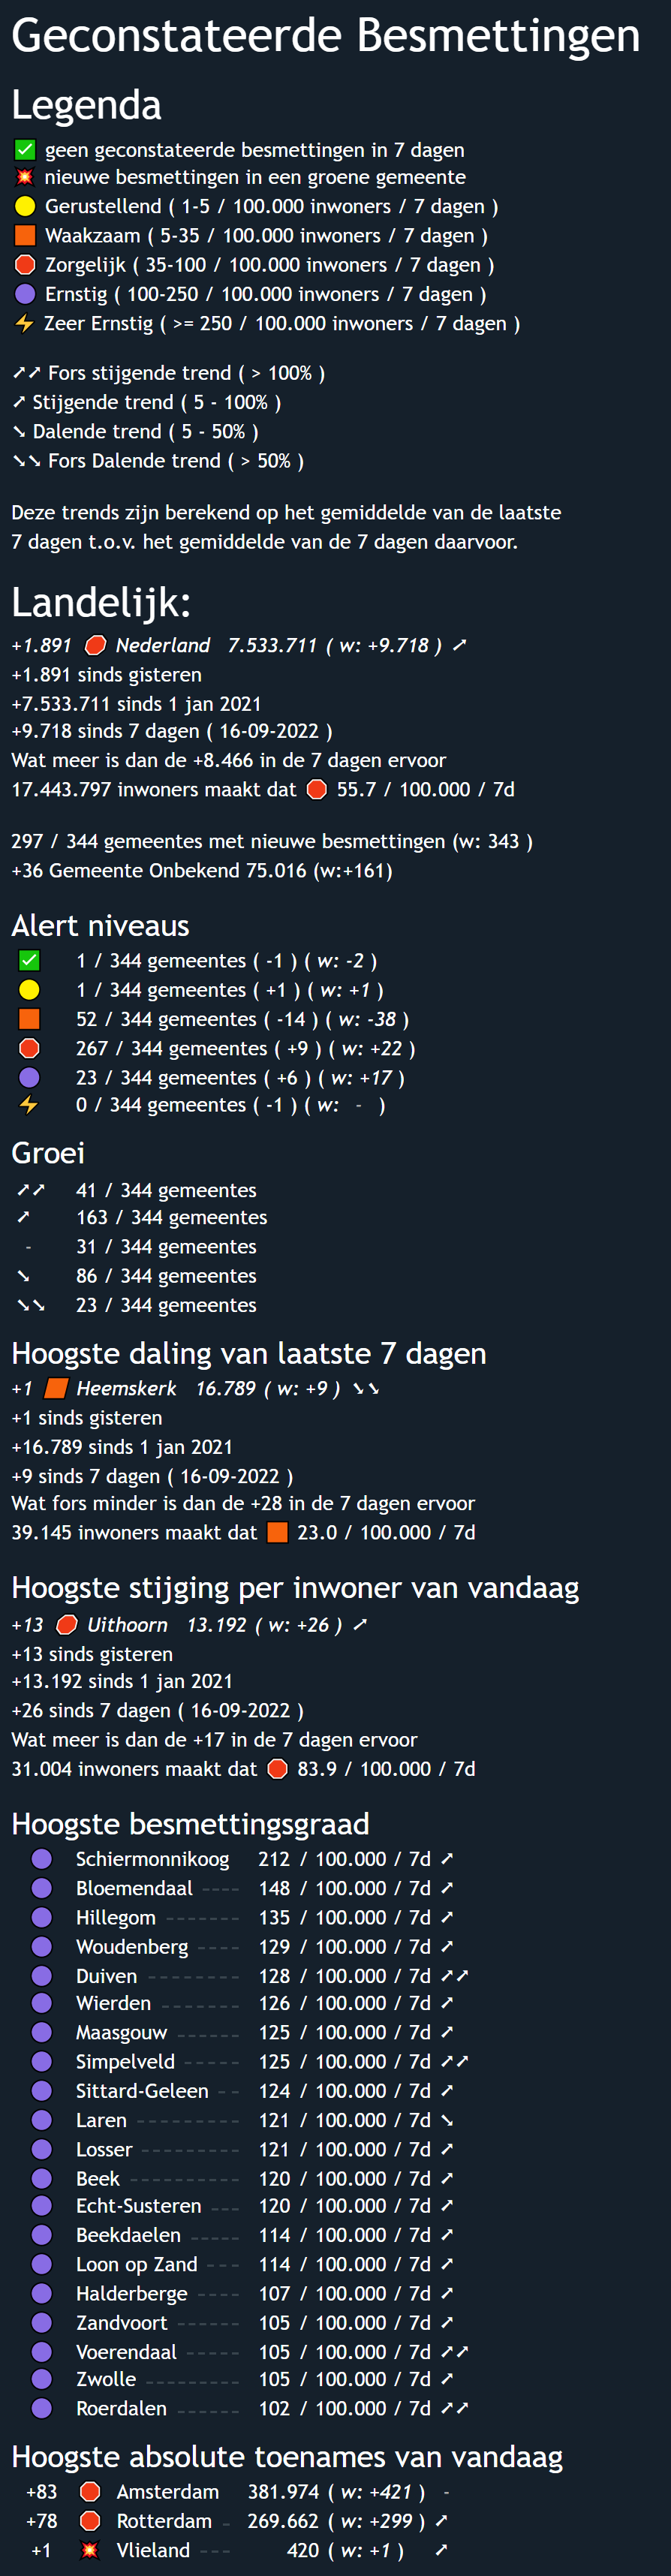 Geconstateerde Besmettingen
Legenda
✅ geen geconstateerde besmettingen in 7 dagen
💥 nieuwe besmettingen in een groene gemeente
🟡 Gerustellend ( 1-5 / 100.000 inwoners / 7 dagen )
🟧 Waakzaam ( 5-35 / 100.000 inwoners / 7 dagen )
🛑 Zorgelijk ( 35-100 / 100.000 inwoners / 7 dagen )
🟣 Ernstig ( 100-250 / 100.000 inwoners / 7 dagen )
⚡ Zeer Ernstig ( >= 250 / 100.000 inwoners / 7 dagen )
➚➚ Fors stijgende trend ( > 100% )
➚ Stijgende trend ( 5 - 100% )
➘ Dalende trend ( 5 - 50% )
➘➘ Fors Dalende trend ( > 50% )
Deze trends zijn berekend op het gemiddelde van de laatste
7 dagen t.o.v. het gemiddelde van de 7 dagen daarvoor.
Landelijk:
+1.891 🛑 Nederland 7.533.711 ( w: +9.718 ) ➚
+1.891 sinds gisteren
+7.533.711 sinds 1 jan 2021
+9.718 sinds 7 dagen ( 16-09-2022 )
Wat meer is dan de +8.466 in de 7 dagen ervoor
17.443.797 inwoners maakt dat 🛑 55.7 / 100.000 / 7d
297 / 344 gemeentes met nieuwe besmettingen (w: 343 )
+36 Gemeente Onbekend 75.016 (w:+161)
Alert niveaus
✅ 1 / 344 gemeentes ( -1 ) ( w: -2 )
🟡 1 / 344 gemeentes ( +1 ) ( w: +1 )
🟧 52 / 344 gemeentes ( -14 ) ( w: -38 )
🛑 267 / 344 gemeentes ( +9 ) ( w: +22 )
🟣 23 / 344 gemeentes ( +6 ) ( w: +17 )
⚡ 0 / 344 gemeentes ( -1 ) ( w: - )
Groei
➚➚ 41 / 344 gemeentes
➚ 163 / 344 gemeentes
- 31 / 344 gemeentes
➘ 86 / 344 gemeentes
➘➘ 23 / 344 gemeentes
Hoogste daling van laatste 7 dagen
+1 🟧 Heemskerk 16.789 ( w: +9 ) ➘➘
+1 sinds gisteren
+16.789 sinds 1 jan 2021
+9 sinds 7 dagen ( 16-09-2022 )
Wat fors minder is dan de +28 in de 7 dagen ervoor
39.145 inwoners maakt dat 🟧 23.0 / 100.000 / 7d
Hoogste stijging per inwoner van vandaag
+13 🛑 Uithoorn 13.192 ( w: +26 ) ➚
+13 sinds gisteren
+13.192 sinds 1 jan 2021
+26 sinds 7 dagen ( 16-09-2022 )
Wat meer is dan de +17 in de 7 dagen ervoor
31.004 inwoners maakt dat 🛑 83.9 / 100.000 / 7d
Hoogste besmettingsgraad
🟣 Schiermonnikoog 212 / 100.000 / 7d ➚
🟣 Bloemendaal ---- 148 / 100.000 / 7d ➚
🟣 Hillegom ------- 135 / 100.000 / 7d ➚
🟣 Woudenberg ---- 129 / 100.000 / 7d ➚
🟣 Duiven --------- 128 / 100.000 / 7d ➚➚
🟣 Wierden ------- 126 / 100.000 / 7d ➚
🟣 Maasgouw ------ 125 / 100.000 / 7d ➚
🟣 Simpelveld ----- 125 / 100.000 / 7d ➚➚
🟣 Sittard-Geleen -- 124 / 100.000 / 7d ➚
🟣 Laren ---------- 121 / 100.000 / 7d ➘
🟣 Losser --------- 121 / 100.000 / 7d ➚
🟣 Beek ---------- 120 / 100.000 / 7d ➚
🟣 Echt-Susteren --- 120 / 100.000 / 7d ➚
🟣 Beekdaelen ----- 114 / 100.000 / 7d ➚
🟣 Loon op Zand --- 114 / 100.000 / 7d ➚
🟣 Halderberge ---- 107 / 100.000 / 7d ➚
🟣 Zandvoort ------ 105 / 100.000 / 7d ➚
🟣 Voerendaal ----- 105 / 100.000 / 7d ➚➚
🟣 Zwolle --------- 105 / 100.000 / 7d ➚
🟣 Roerdalen ------ 102 / 100.000 / 7d ➚➚
Hoogste absolute toenames van vandaag
+83 🛑 Amsterdam 381.974 ( w: +421 ) -
+78 🛑 Rotterdam - 269.662 ( w: +299 ) ➚
+1 💥 Vlieland --- 420 ( w: +1 ) ➚